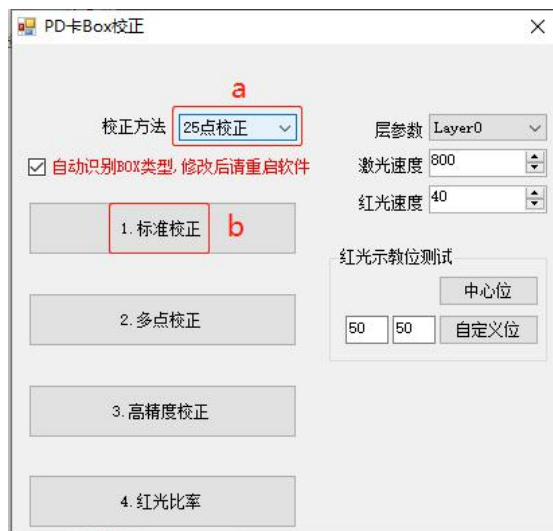 PD卡Box校正
a
校正方法 25点校正
层参数 Layer0
自动识别BOX类型,修改后请重启软件
激光速度 800
红光速度 40
1.标准校正 b
红光示教位测试
中心位
2.多点校正
50 50 自定义位
3.高精度校正
4.红光比率